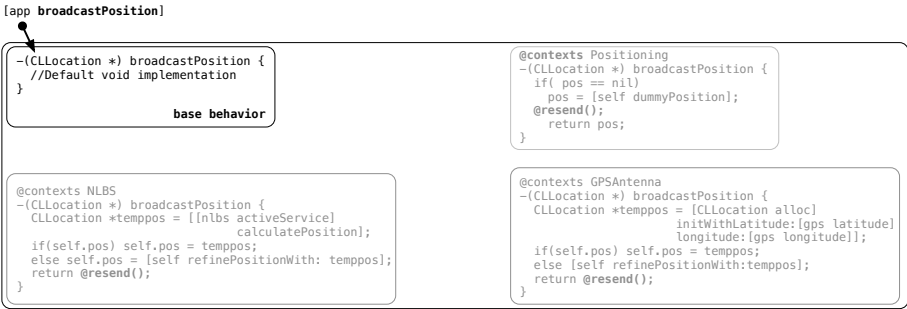 [app broadcastPosition]
−(CLLocation *) broadcastPosition {
//Default void implementation
}
base behavior
@contexts Positioning
−(CLLocation *) broadcastPosition {
if( pos == nil)
pos = [self dummyPosition];
@resend();
return pos;
}
@contexts NLBS
−(CLLocation *) broadcastPosition {
CLLocation *temppos = [[nlbs activeService]
calculatePosition];
if(self.pos) self.pos = temppos;
else self.pos = [self refinePositionWith: temppos];
return @resend();
}
@contexts GPSAntenna
−(CLLocation *) broadcastPosition {
CLLocation *temppos = [CLLocation alloc]
initWithLatitude:[gps latitude]
longitude:[gps longitude]];
if(self.pos) self.pos = temppos;
else [self refinePositionWith:temppos];
return @resend();
}